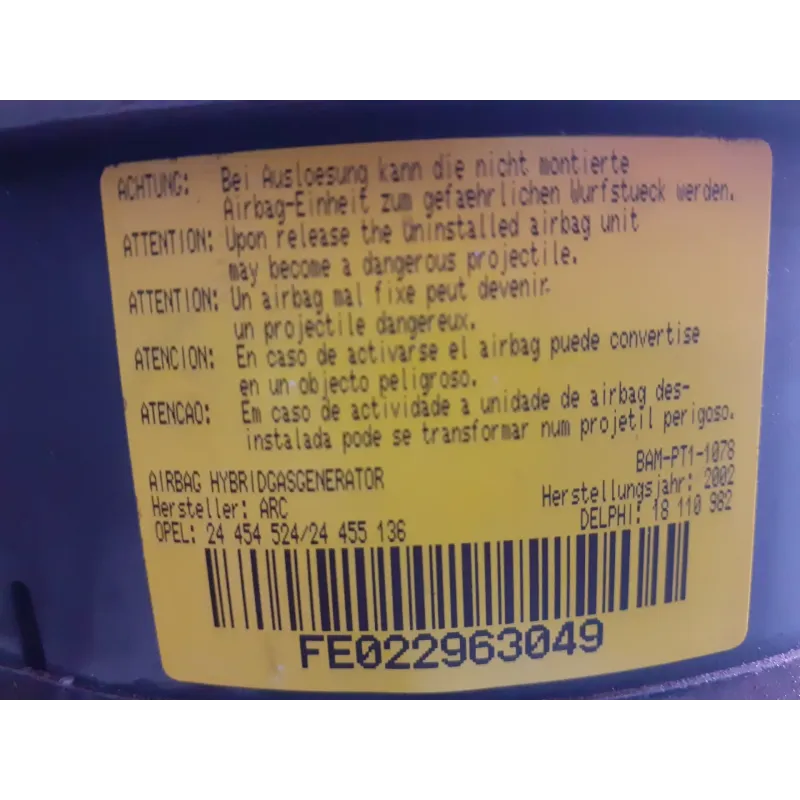 ACHTUNG: Bei Ausloesung kann die nicht montierte
Airbag-Einheit zum gefaehrlichen Wurfstueck werden.
ATTENTION: Upon release the Uninstalled airbag unit
may become a dangerous projectile.
ATTENTION: Un airbag mal fixe peut devenir
un projectile dangereux.
ATENCION: En caso de activarse el airbag puede convertise
en un objecto peligroso.
ATENCAO: Em caso de actividade a unidade de airbag des-
instalada pode se transformar num projetil perigoso.
AIRBAG HYBRIDGASGENERATOR
BAM-PT1-1078
Hersteller: ARC
Herstellungsjahr: 2002
OPEL: 24 454 524/24 455 136
DELPHI: 18 110 982
FE022963049